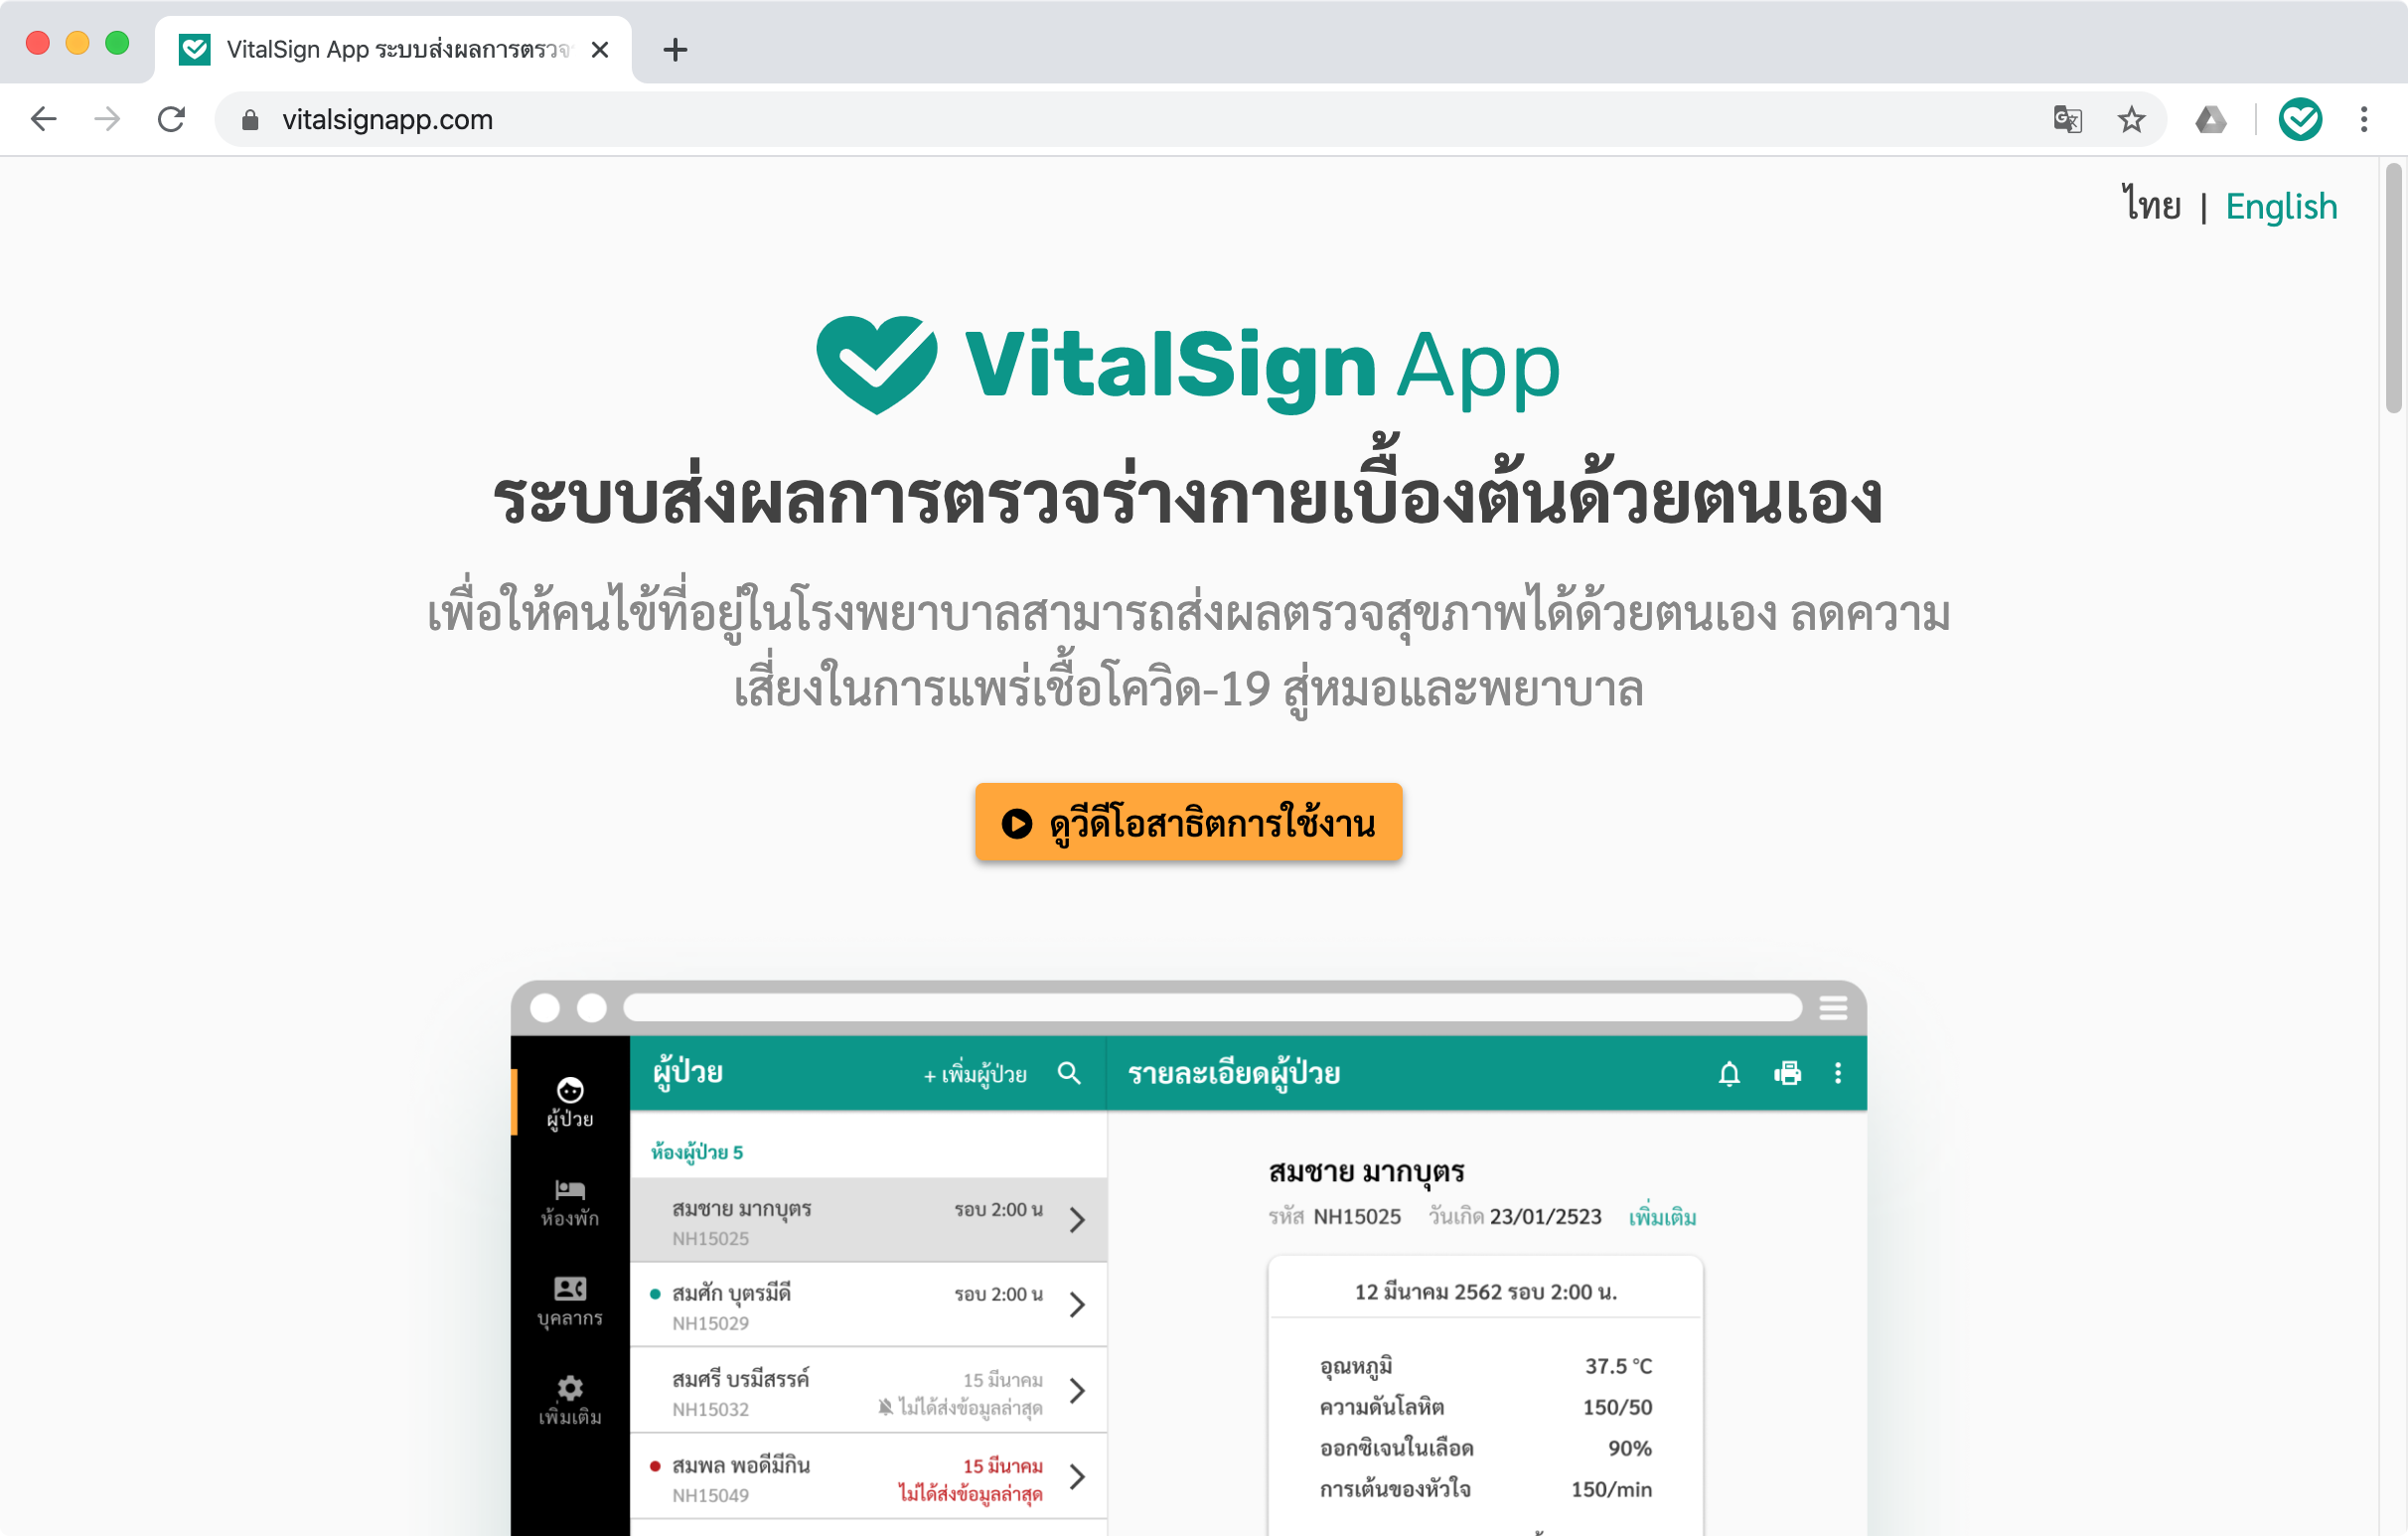 VitalSign App ระบบส่งผลการตรวจ
vitalsignapp.com
ไทย | English
VitalSign App
ระบบส่งผลการตรวจร่างกายเบื้องต้นด้วยตนเอง
เพื่อให้คนไข้ที่อยู่ในโรงพยาบาลสามารถส่งผลตรวจสุขภาพได้ด้วยตนเอง ลดความ
เสี่ยงในการแพร่เชื้อโควิด-19 สู่หมอและพยาบาล
ดูวีดีโอสาธิตการใช้งาน
ผู้ป่วย
ห้องพัก
บุคลากร
เพิ่มเติม
ผู้ป่วย + เพิ่มผู้ป่วย
ห้องผู้ป่วย 5
สมชาย มากบุตร รอบ 2:00 น
NH15025
สมศัก บุตรมีดี รอบ 2:00 น
NH15029
สมศรี บรมีสรรค์ 15 มีนาคม
NH15032 ไม่ได้ส่งข้อมูลล่าสุด
สมพล พอดีมีกิน 15 มีนาคม
NH15049 ไม่ได้ส่งข้อมูลล่าสุด
รายละเอียดผู้ป่วย
สมชาย มากบุตร
รหัส NH15025 วันเกิด 23/01/2523 เพิ่มเติม
12 มีนาคม 2562 รอบ 2:00 น.
อุณหภูมิ 37.5 °C
ความดันโลหิต 150/50
ออกซิเจนในเลือด 90%
การเต้นของหัวใจ 150/min